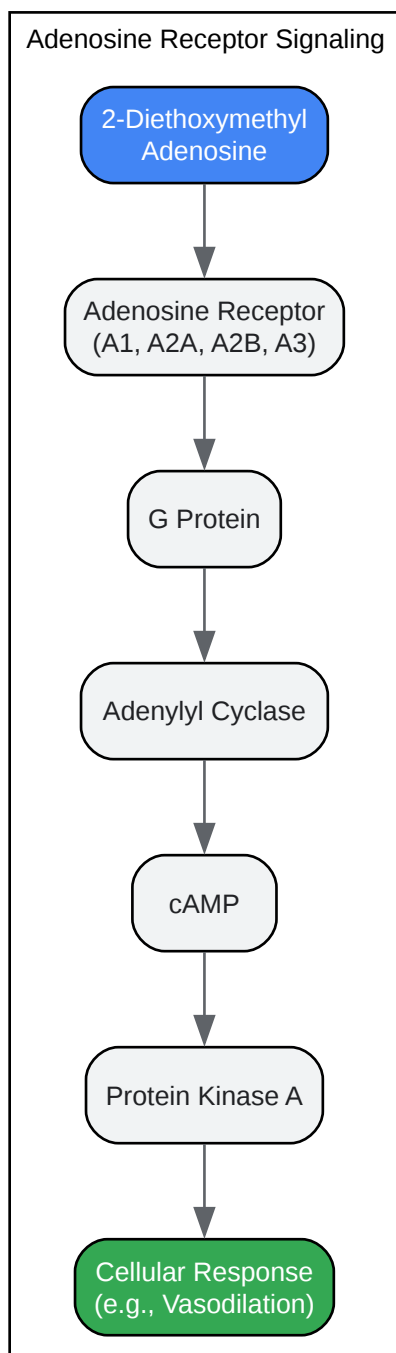 Adenosine Receptor Signaling
2-Diethoxymethyl
Adenosine
Adenosine Receptor
(A1, A2A, A2B, A3)
G Protein
Adenylyl Cyclase
cAMP
Protein Kinase A
Cellular Response
(e.g., Vasodilation)